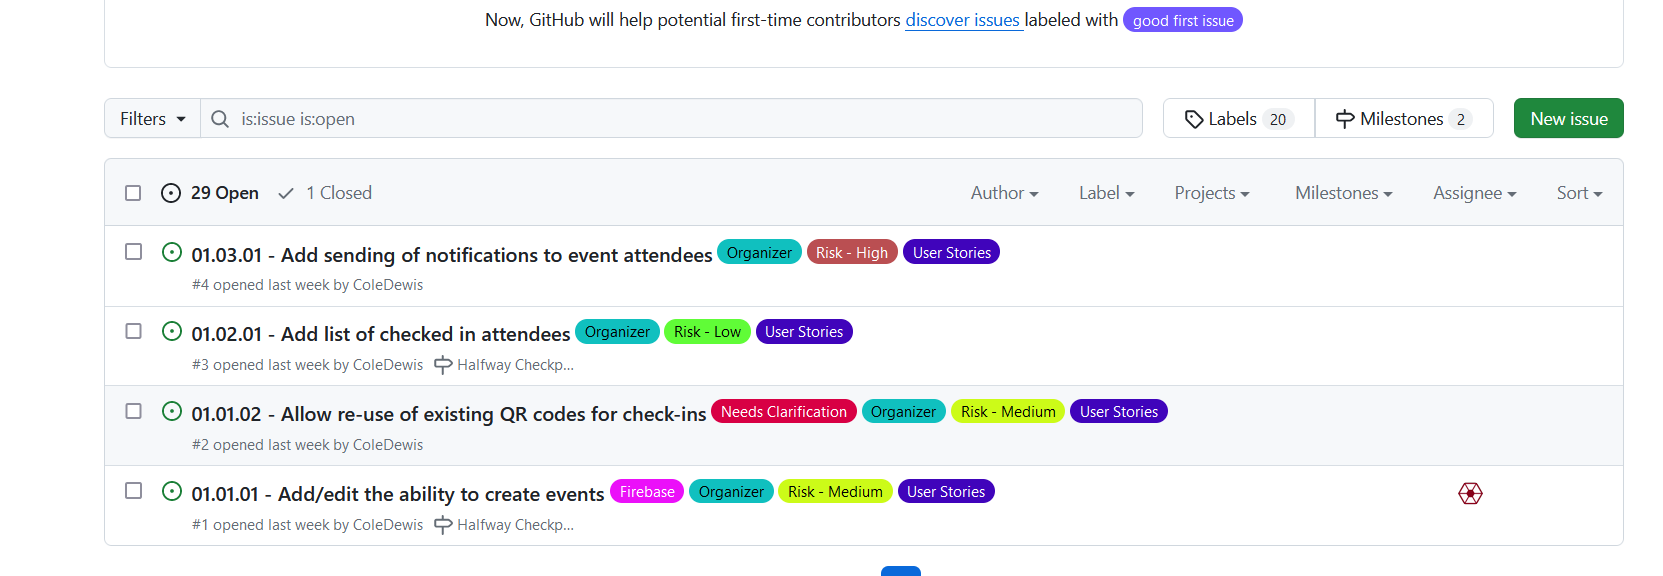 Now, GitHub will help potential first-time contributors discover issues labeled with good first issue
Filters is:issue is:open Labels 20 Milestones 2 New issue
29 Open 1 Closed Author Label Projects Milestones Assignee Sort
01.03.01 - Add sending of notifications to event attendees Organizer Risk - High User Stories
#4 opened last week by ColeDewis
01.02.01 - Add list of checked in attendees Organizer Risk - Low User Stories
#3 opened last week by ColeDewis Halfway Checkp...
01.01.02 - Allow re-use of existing QR codes for check-ins Needs Clarification Organizer Risk - Medium User Stories
#2 opened last week by ColeDewis
01.01.01 - Add/edit the ability to create events Firebase Organizer Risk - Medium User Stories
#1 opened last week by ColeDewis Halfway Checkp...